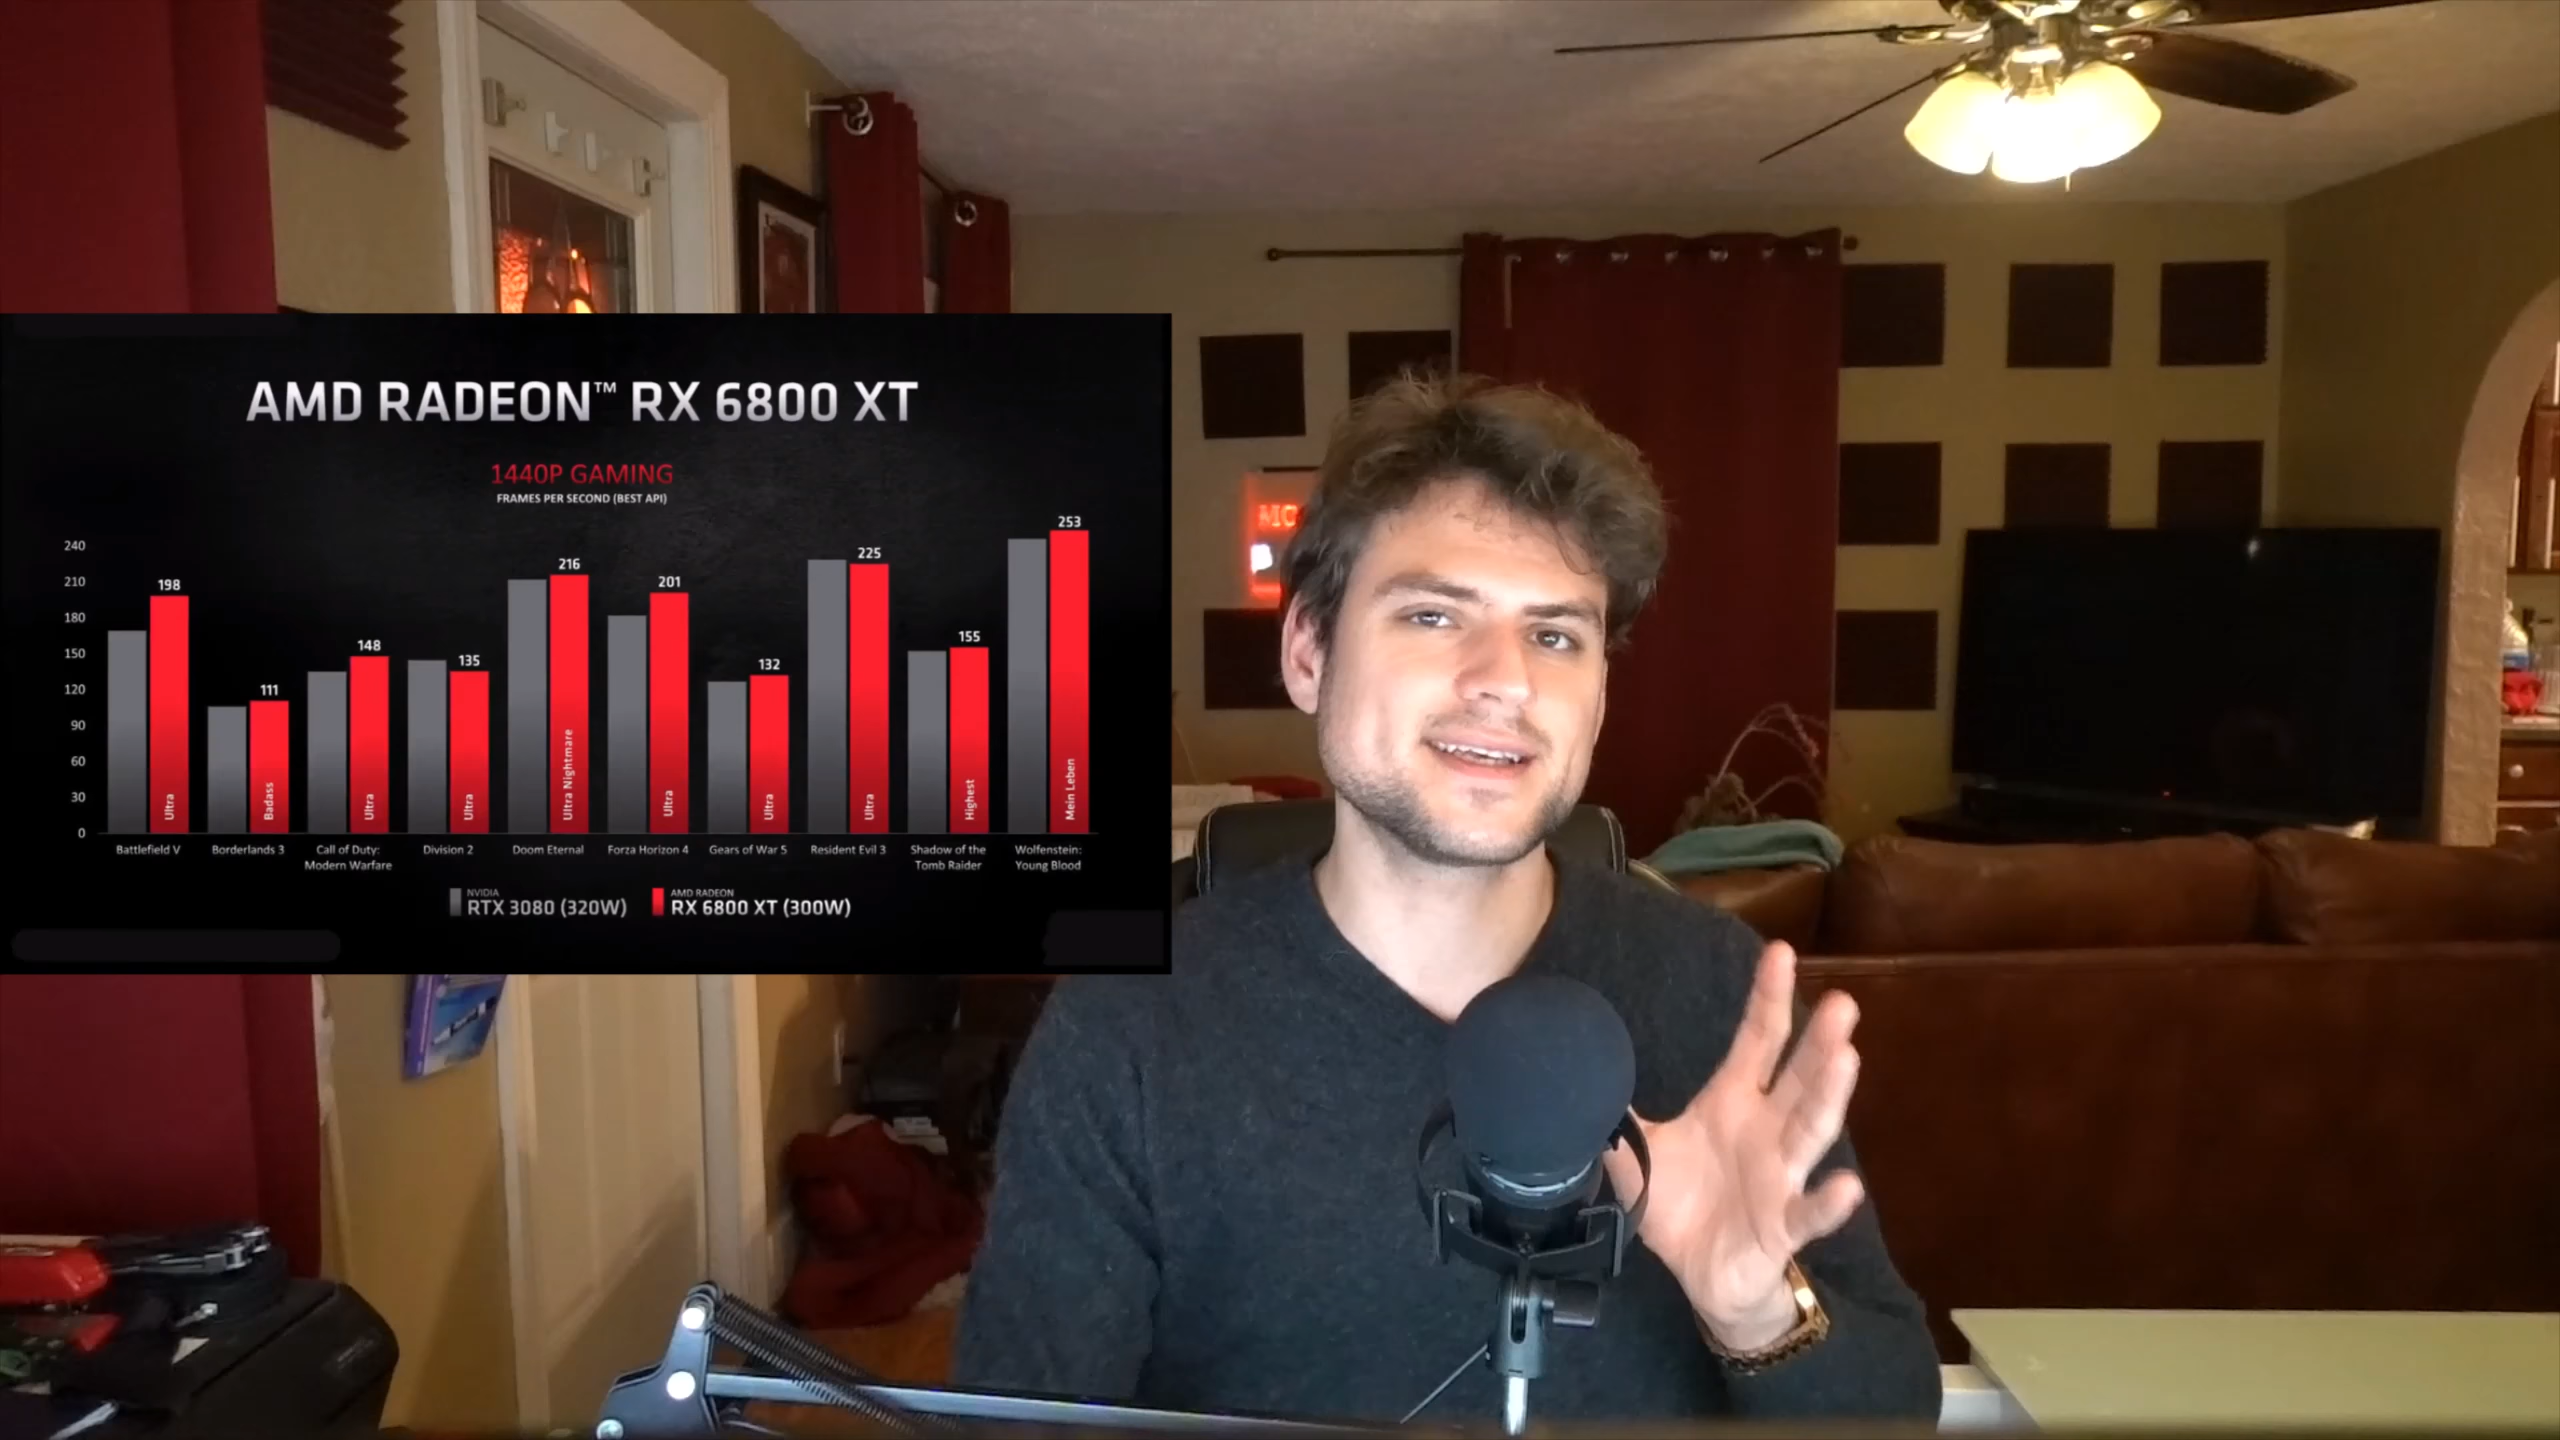 AMD RADEON™ RX 6800 XT
1440P GAMING
FRAMES PER SECOND (BEST API)
240
210
180
150
120
90
60
30
0
198
111
148
135
216
201
132
225
155
253
Ultra
Badass
Ultra
Ultra
Ultra Nightmare
Ultra
Ultra
Ultra
Highest
Mein Leben
Battlefield V
Borderlands 3
Call of Duty:
Modern Warfare
Division 2
Doom Eternal
Forza Horizon 4
Gears of War 5
Resident Evil 3
Shadow of the
Tomb Raider
Wolfenstein:
Young Blood
NVIDIA
RTX 3080 (320W)
AMD RADEON
RX 6800 XT (300W)